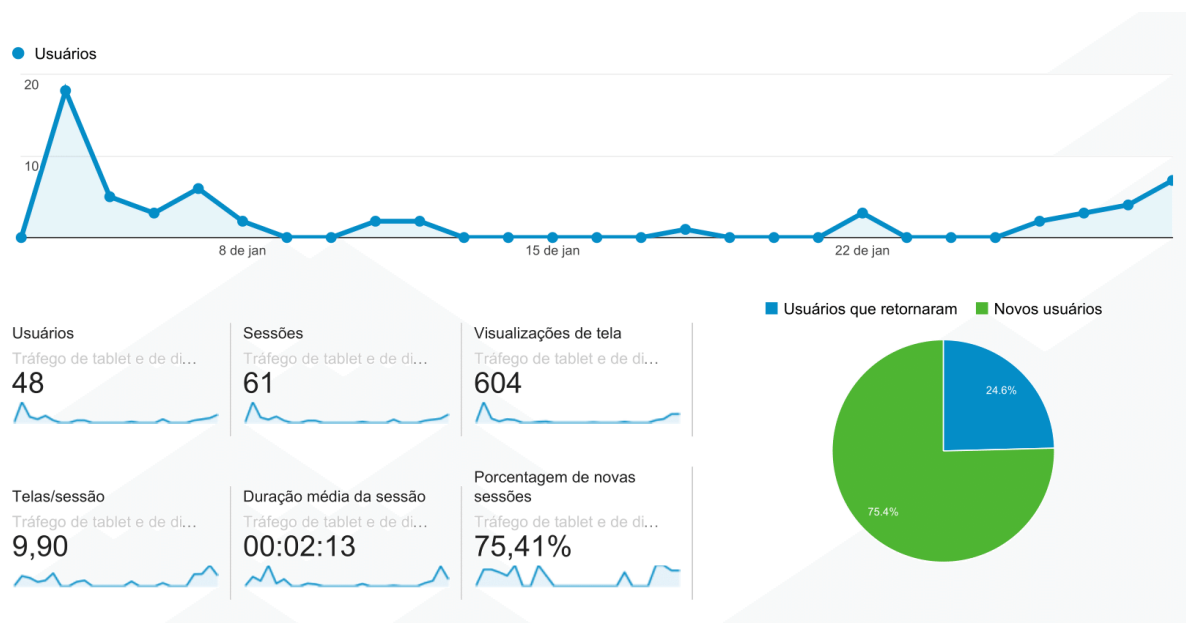 Usuários
20
10
8 de jan
15 de jan
22 de jan
Usuários que retornaram
Novos usuários
24.6%
75.4%
Usuários
Tráfego de tablet e de di...
48
Sessões
Tráfego de tablet e de di...
61
Visualizações de tela
Tráfego de tablet e de di...
604
Telas/sessão
Tráfego de tablet e de di...
9,90
Duração média da sessão
Tráfego de tablet e de di...
00:02:13
Porcentagem de novas
sessões
Tráfego de tablet e de di...
75,41%